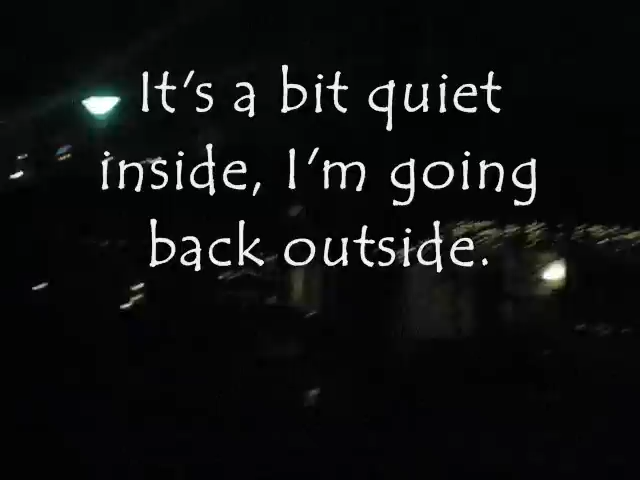 It's a bit quiet
inside, I'm going
back outside.